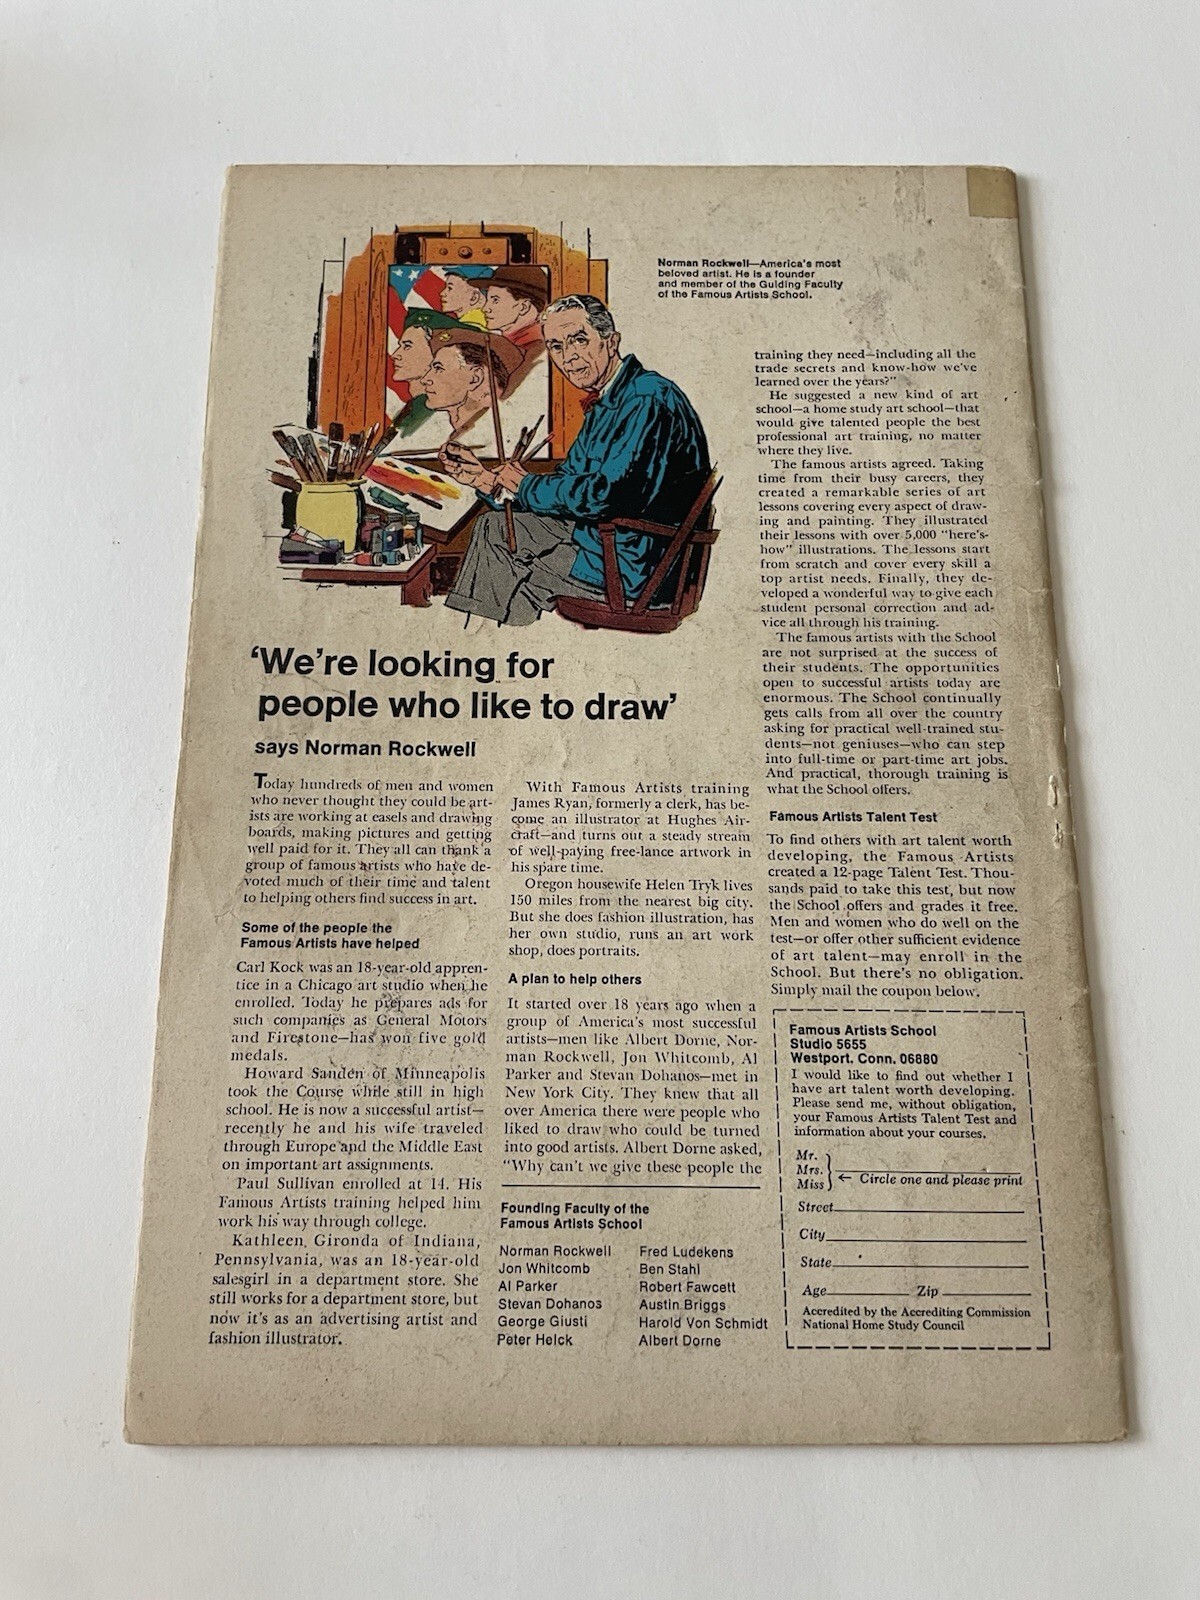 Norman Rockwell—America's most
beloved artist. He is a founder
and member of the Guiding Faculty
of the Famous Artists School.
'We're looking for
people who like to draw'
says Norman Rockwell
Today hundreds of men and women
who never thought they could be art-
ists are working at easels and drawing
boards, making pictures and getting
well paid for it. They all can thank a
group of famous artists who have de-
voted much of their time and talent
to helping others find success in art.
Some of the people the
Famous Artists have helped
Carl Kock was an 18-year-old appren-
tice in a Chicago art studio when he
enrolled. Today he prepares ads for
such companies as General Motors
and Firestone—has won five gold
medals.
Howard Sanden of Minneapolis
took the Course while still in high
school. He is now a successful artist—
recently he and his wife traveled
through Europe and the Middle East
on important art assignments.
Paul Sullivan enrolled at 14. His
Famous Artists training helped him
work his way through college.
Kathleen Gironda of Indiana,
Pennsylvania, was an 18-year-old
salesgirl in a department store. She
still works for a department store, but
now it's as an advertising artist and
fashion illustrator.
With Famous Artists training
James Ryan, formerly a clerk, has be-
come an illustrator at Hughes Air-
craft—and turns out a steady stream
of well-paying free-lance artwork in
his spare time.
Oregon housewife Helen Tryk lives
150 miles from the nearest big city.
But she does fashion illustration, has
her own studio, runs an art work
shop, does portraits.
A plan to help others
It started over 18 years ago when a
group of America's most successful
artists—men like Albert Dorne, Nor-
man Rockwell, Jon Whitcomb, Al
Parker and Stevan Dohanos—met in
New York City. They knew that all
over America there were people who
liked to draw who could be turned
into good artists. Albert Dorne asked,
"Why can't we give these people the
training they need—including all the
trade secrets and know-how we've
learned over the years?"
He suggested a new kind of art
school—a home study art school—that
would give talented people the best
professional art training, no matter
where they live.
The famous artists agreed. Taking
time from their busy careers, they
created a remarkable series of art
lessons covering every aspect of draw-
ing and painting. They illustrated
their lessons with over 5,000 "here's-
how" illustrations. The lessons start
from scratch and cover every skill a
top artist needs. Finally, they de-
veloped a wonderful way to give each
student personal correction and ad-
vice all through his training.
The famous artists with the School
are not surprised at the success of
their students. The opportunities
open to successful artists today are
enormous. The School continually
gets calls from all over the country
asking for practical well-trained stu-
dents—not geniuses—who can step
into full-time or part-time art jobs.
And practical, thorough training is
what the School offers.
Famous Artists Talent Test
To find others with art talent worth
developing, the Famous Artists
created a 12-page Talent Test. Thou-
sands paid to take this test, but now
the School offers and grades it free.
Men and women who do well on the
test—or offer other sufficient evidence
of art talent—may enroll in the
School. But there's no obligation.
Simply mail the coupon below.
Founding Faculty of the
Famous Artists School
Norman Rockwell
Jon Whitcomb
Al Parker
Stevan Dohanos
George Giusti
Peter Helck
Fred Ludekens
Ben Stahl
Robert Fawcett
Austin Briggs
Harold Von Schmidt
Albert Dorne
Famous Artists School
Studio 5655
Westport, Conn. 06880
I would like to find out whether I
have art talent worth developing.
Please send me, without obligation,
your Famous Artists Talent Test and
information about your courses.
Mr.
Mrs.
Miss
← Circle one and please print
Street
City
State
Age Zip
Accredited by the Accrediting Commission
National Home Study Council